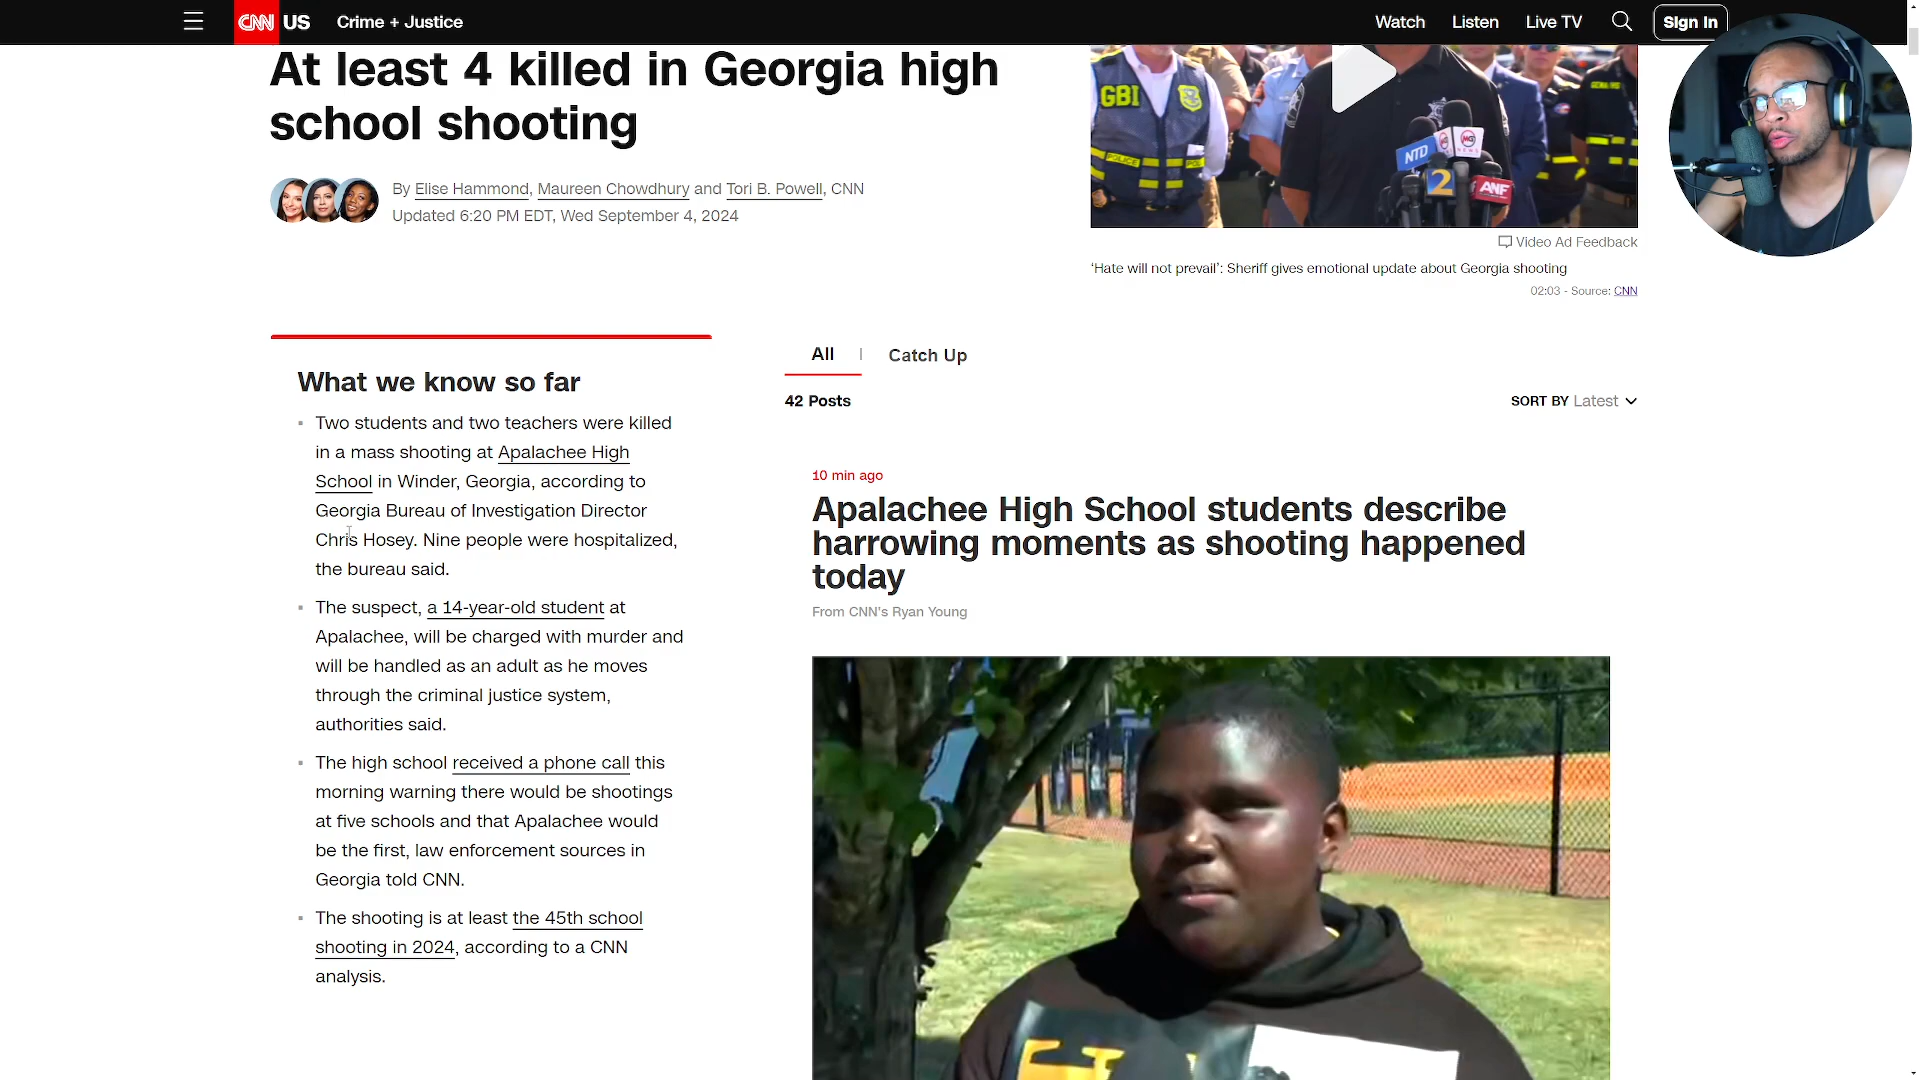 CNN US Crime + Justice Watch Listen Live TV Sign in
At least 4 killed in Georgia high
school shooting
By Elise Hammond, Maureen Chowdhury and Tori B. Powell, CNN
Updated 6:20 PM EDT, Wed September 4, 2024
GBI
POLICE
NTD
NEWS
2
ANF
Video Ad Feedback
'Hate will not prevail': Sheriff gives emotional update about Georgia shooting
02:03 - Source: CNN
What we know so far
▪ Two students and two teachers were killed
in a mass shooting at Apalachee High
School in Winder, Georgia, according to
Georgia Bureau of Investigation Director
Chris Hosey. Nine people were hospitalized,
the bureau said.
▪ The suspect, a 14-year-old student at
Apalachee, will be charged with murder and
will be handled as an adult as he moves
through the criminal justice system,
authorities said.
▪ The high school received a phone call this
morning warning there would be shootings
at five schools and that Apalachee would
be the first, law enforcement sources in
Georgia told CNN.
▪ The shooting is at least the 45th school
shooting in 2024, according to a CNN
analysis.
All | Catch Up
42 Posts
SORT BY Latest
10 min ago
Apalachee High School students describe
harrowing moments as shooting happened
today
From CNN's Ryan Young